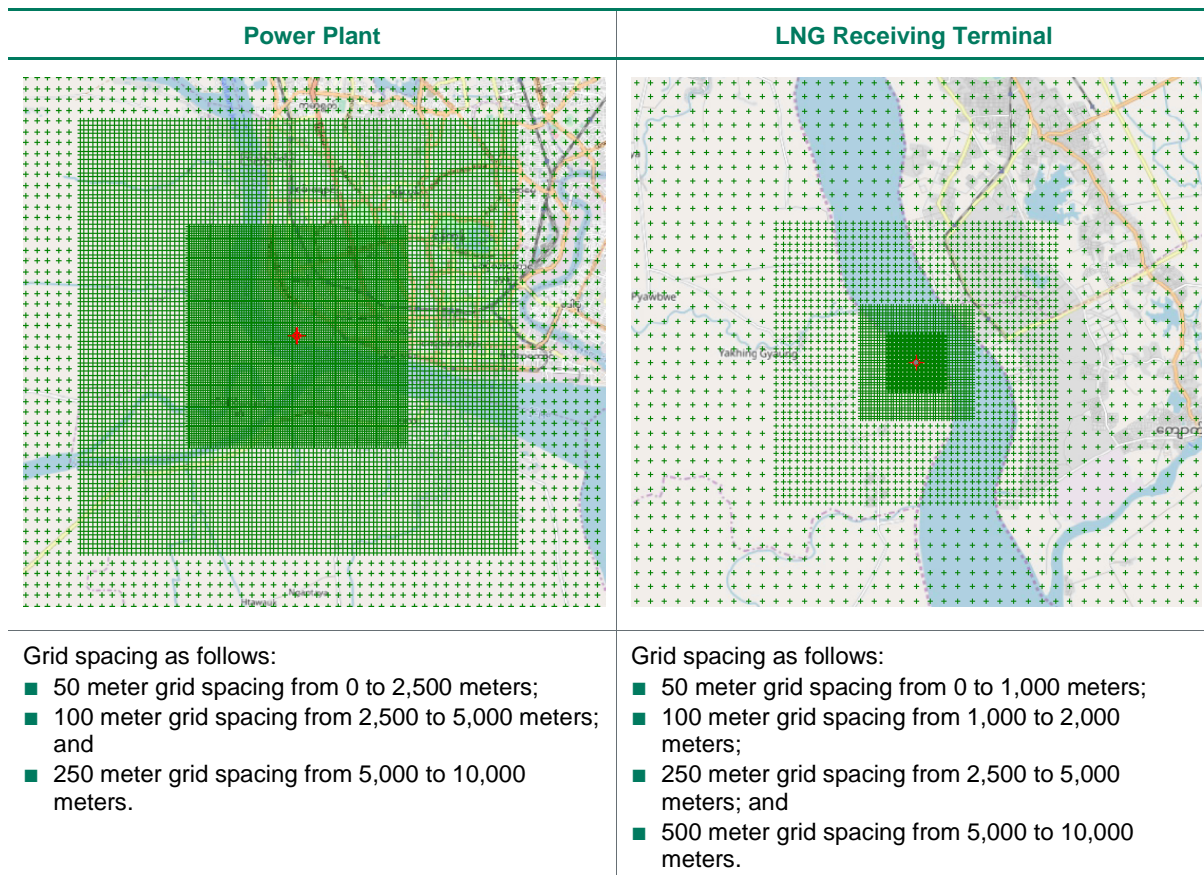 Power Plant
LNG Receiving Terminal
Pyawbwe
Yakhing Gyaung
Htawauk
Ngaptaya
Grid spacing as follows:
■ 50 meter grid spacing from 0 to 2,500 meters;
■ 100 meter grid spacing from 2,500 to 5,000 meters;
and
■ 250 meter grid spacing from 5,000 to 10,000
meters.
Grid spacing as follows:
■ 50 meter grid spacing from 0 to 1,000 meters;
■ 100 meter grid spacing from 1,000 to 2,000
meters;
■ 250 meter grid spacing from 2,500 to 5,000
meters; and
■ 500 meter grid spacing from 5,000 to 10,000
meters.